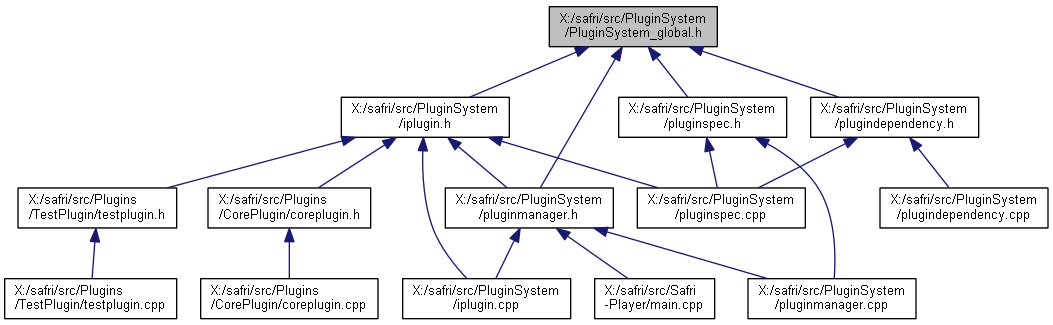 X:/safri/src/PluginSystem
/PluginSystem_global.h
X:/safri/src/PluginSystem
/iplugin.h
X:/safri/src/PluginSystem
/pluginspec.h
X:/safri/src/PluginSystem
/plugindependency.h
X:/safri/src/Plugins
/TestPlugin/testplugin.h
X:/safri/src/Plugins
/CorePlugin/coreplugin.h
X:/safri/src/PluginSystem
/pluginmanager.h
X:/safri/src/PluginSystem
/pluginspec.cpp
X:/safri/src/PluginSystem
/plugindependency.cpp
X:/safri/src/Plugins
/TestPlugin/testplugin.cpp
X:/safri/src/Plugins
/CorePlugin/coreplugin.cpp
X:/safri/src/PluginSystem
/iplugin.cpp
X:/safri/src/Safri
-Player/main.cpp
X:/safri/src/PluginSystem
/pluginmanager.cpp